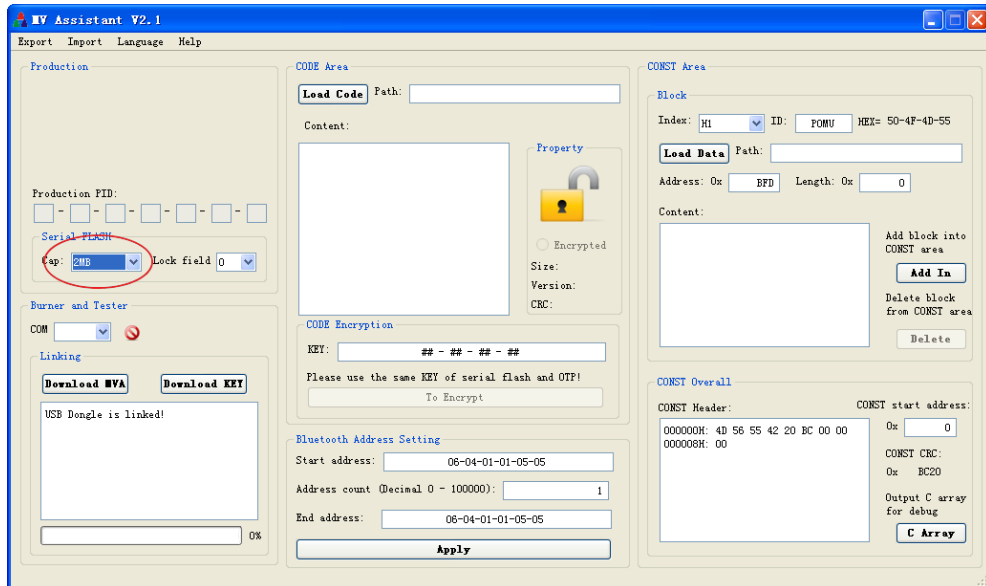 MV Assistant V2.1
Export Import Language Help
Production
Production PID:
- - - - - -
Serial FLASH
Cap: 2MB Lock field 0
Burner and Tester
COM
Linking
Download MVA Download KEY
USB Dongle is linked!
0%
CODE Area
Load Code Path:
Content:
Property
Encrypted
Size:
Version:
CRC:
CODE Encryption
KEY: ## - ## - ## - ##
Please use the same KEY of serial flash and OTP!
To Encrypt
Bluetooth Address Setting
Start address: 06-04-01-01-05-05
Address count (Decimal 0 - 100000): 1
End address: 06-04-01-01-05-05
Apply
CONST Area
Block
Index: H1 ID: POMU HEX= 50-4F-4D-55
Load Data Path:
Address: 0x BFD Length: 0x 0
Content:
Add block into
CONST area
Add In
Delete block
from CONST area
Delete
CONST Overall
CONST Header:
000000H: 4D 56 55 42 20 BC 00 00
000008H: 00
CONST start address:
0x 0
CONST CRC:
0x BC20
Output C array
for debug
C Array